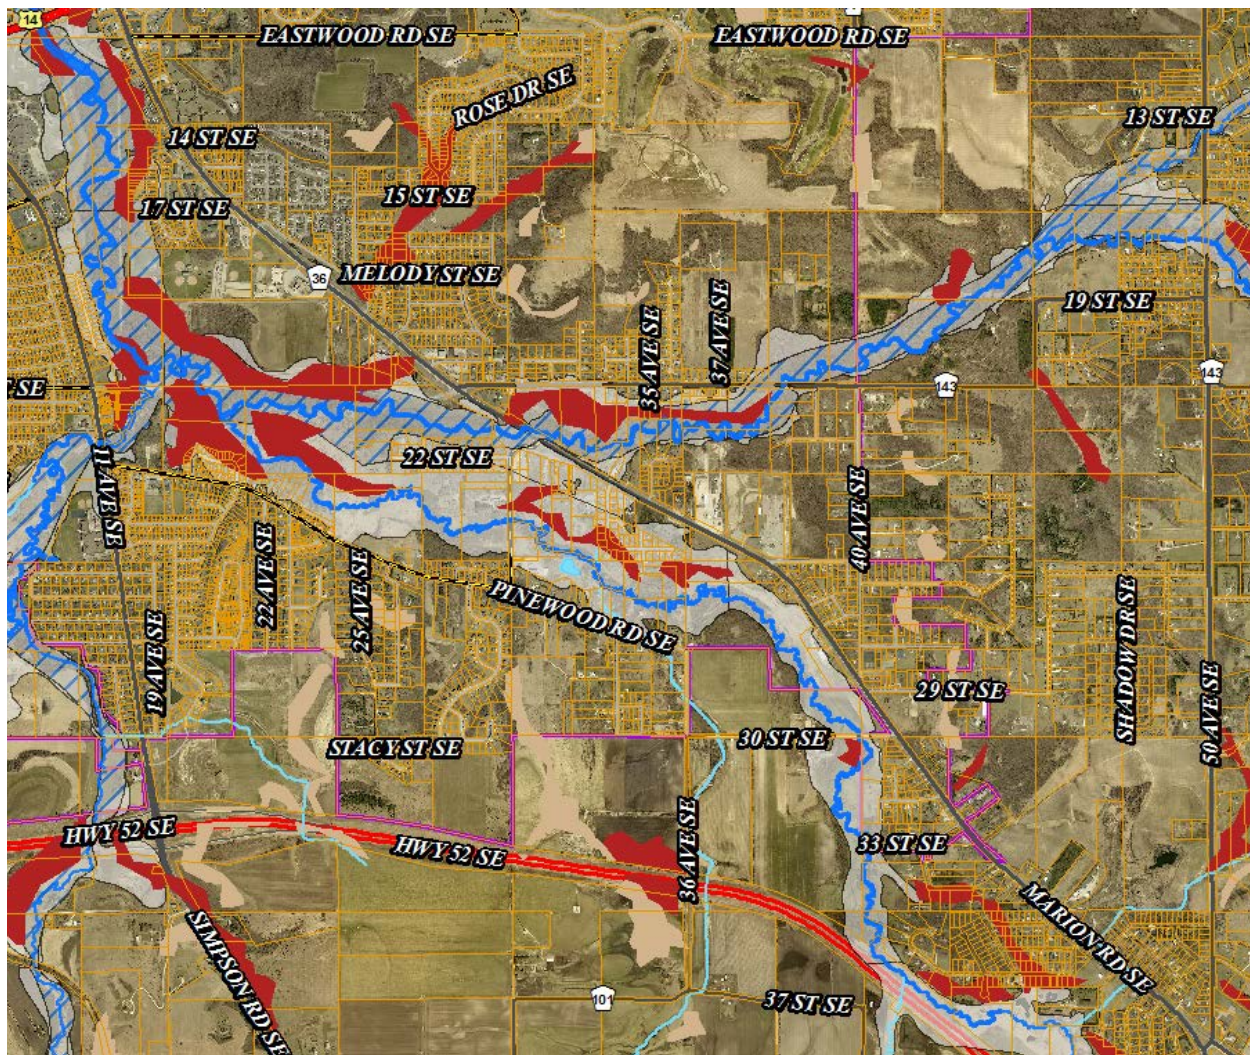 14
EASTWOOD RD SE
EASTWOOD RD SE
ROSE DR SE
13 ST SE
14 ST SE
15 ST SE
17 ST SE
MELODY ST SE
36
19 ST SE
35 AVE SE
37 AVE SE
143
143
SE
22 ST SE
11 AVE SE
40 AVE SE
22 AVE SE
25 AVE SE
PINEWOOD RD SE
SHADOW DR SE
19 AVE SE
29 ST SE
50 AVE SE
STACY ST SE
30 ST SE
HWY 52 SE
HWY 52 SE
36 AVE SE
33 ST SE
MARION RD SE
SIMPSON RD SE
101
37 ST SE